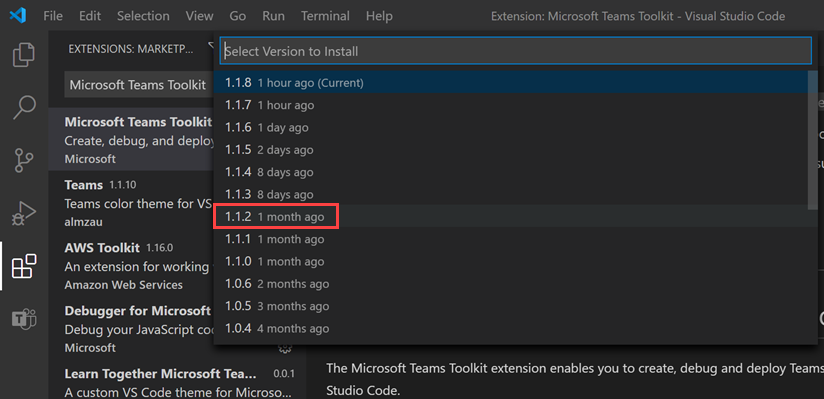 File Edit Selection View Go Run Terminal Help Extension: Microsoft Teams Toolkit - Visual Studio Code
EXTENSIONS: MARKETP...
Select Version to Install
Microsoft Teams Toolkit
1.1.8 1 hour ago (Current)
1.1.7 1 hour ago
1.1.6 1 day ago
1.1.5 2 days ago
1.1.4 8 days ago
1.1.3 8 days ago
1.1.2 1 month ago
1.1.1 1 month ago
1.1.0 1 month ago
1.0.6 2 months ago
1.0.5 3 months ago
1.0.4 4 months ago
Microsoft Teams Toolkit
Create, debug, and deploy
Microsoft
Teams 1.1.10
Teams color theme for VS
almzau
AWS Toolkit 1.16.0
An extension for working
Amazon Web Services
Debugger for Microsoft
Debug your JavaScript
Microsoft
Learn Together Microsoft Tea... 0.0.1
A custom VS Code theme for Microso...
The Microsoft Teams Toolkit extension enables you to create, debug and deploy Teams
Studio Code.